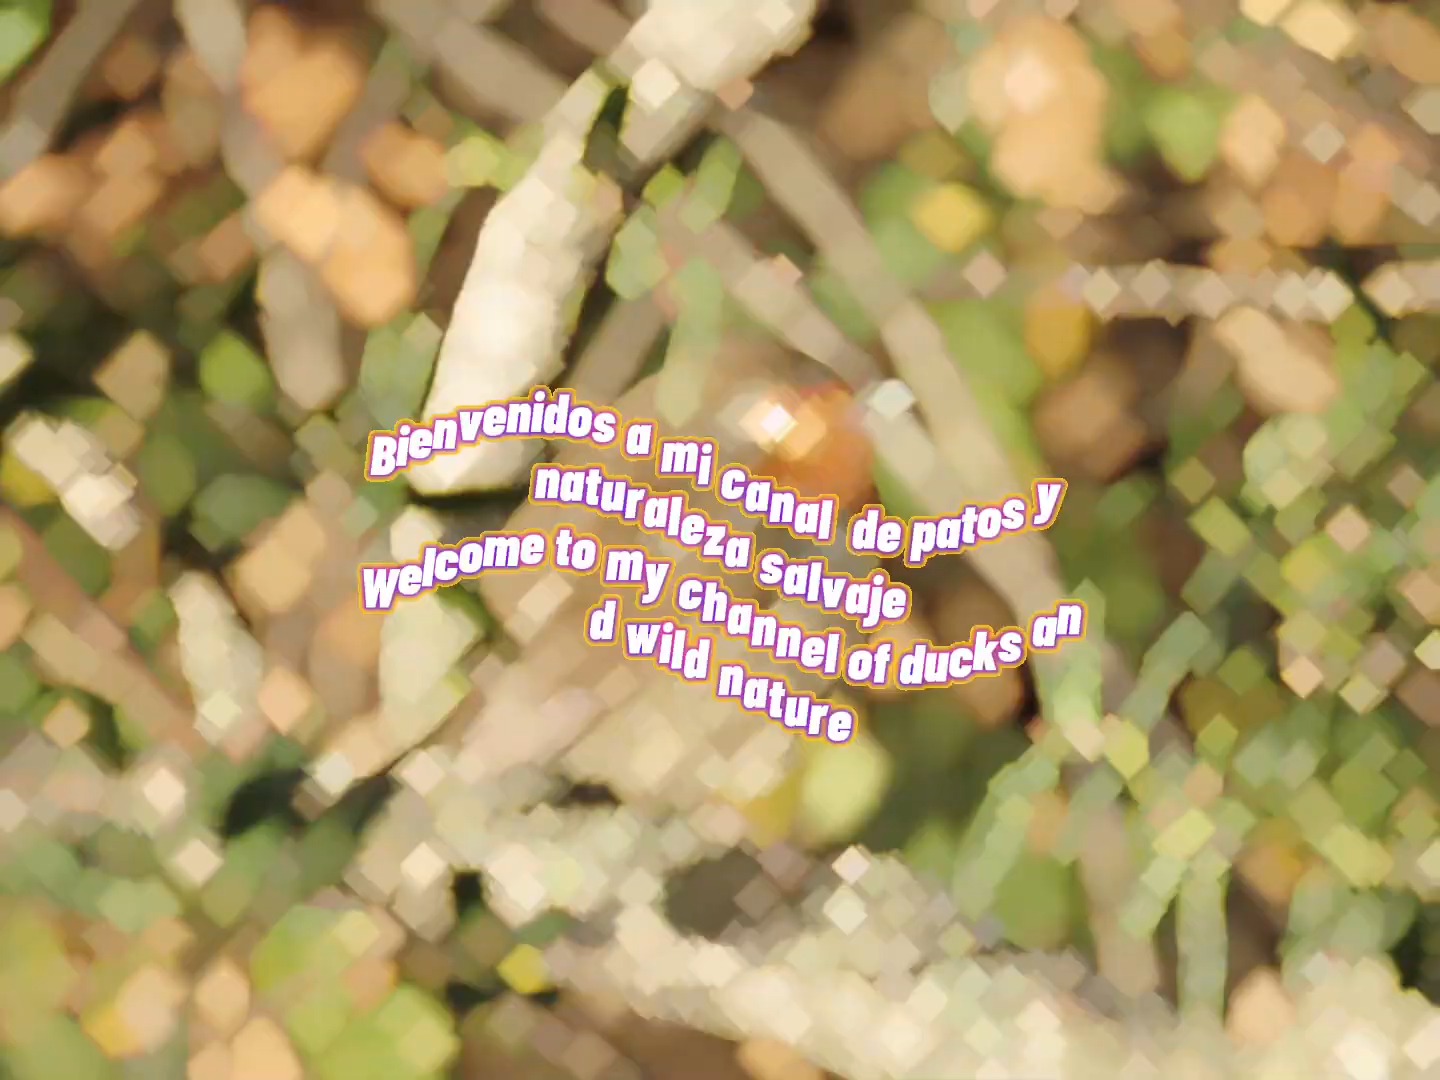 Bienvenidos a mi canal de patos y
naturaleza salvaje
Welcome to my channel of ducks an
d wild nature